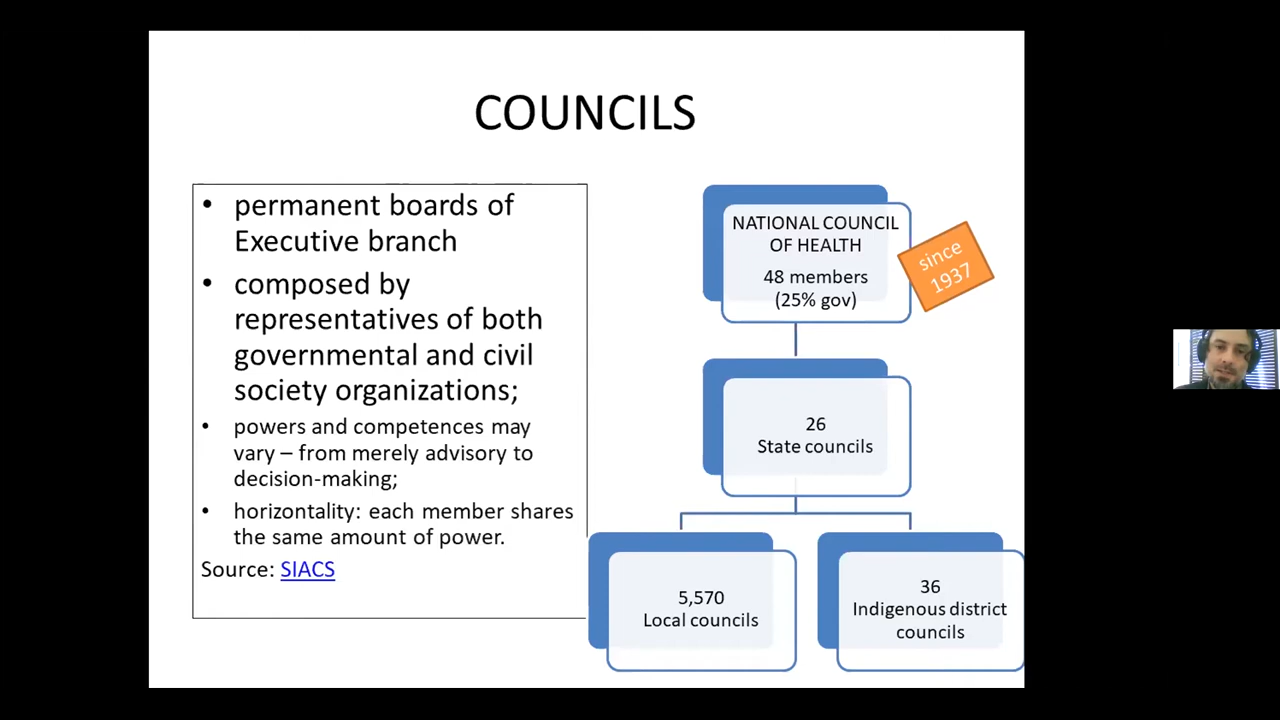 COUNCILS
• permanent boards of
Executive branch
• composed by
representatives of both
governmental and civil
society organizations;
• powers and competences may
vary – from merely advisory to
decision-making;
• horizontality: each member shares
the same amount of power.
Source: SIACS
NATIONAL COUNCIL
OF HEALTH
48 members
(25% gov)
since
1937
26
State councils
5,570
Local councils
36
Indigenous district
councils